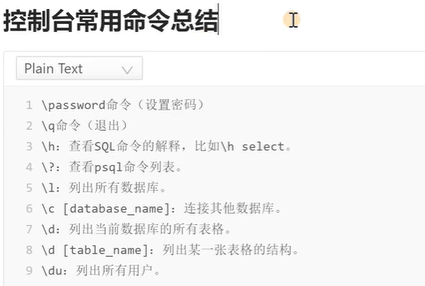 控制台常用命令总结
Plain Text
1 \password命令（设置密码）
2 \q命令（退出）
3 \h：查看SQL命令的解释，比如\h select。
4 \?：查看psql命令列表。
5 \l：列出所有数据库。
6 \c [database_name]：连接其他数据库。
7 \d：列出当前数据库的所有表格。
8 \d [table_name]：列出某一张表格的结构。
9 \du：列出所有用户。